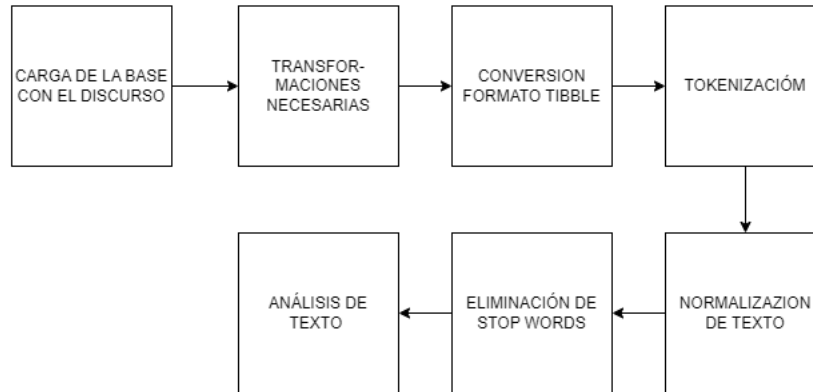 CARGA DE LA BASE
CON EL DISCURSO
TRANSFOR-
MACIONES
NECESARIAS
CONVERSION
FORMATO TIBBLE
TOKENIZACIÓM
NORMALIZAZION
DE TEXTO
ELIMINACIÓN DE
STOP WORDS
ANÁLISIS DE
TEXTO